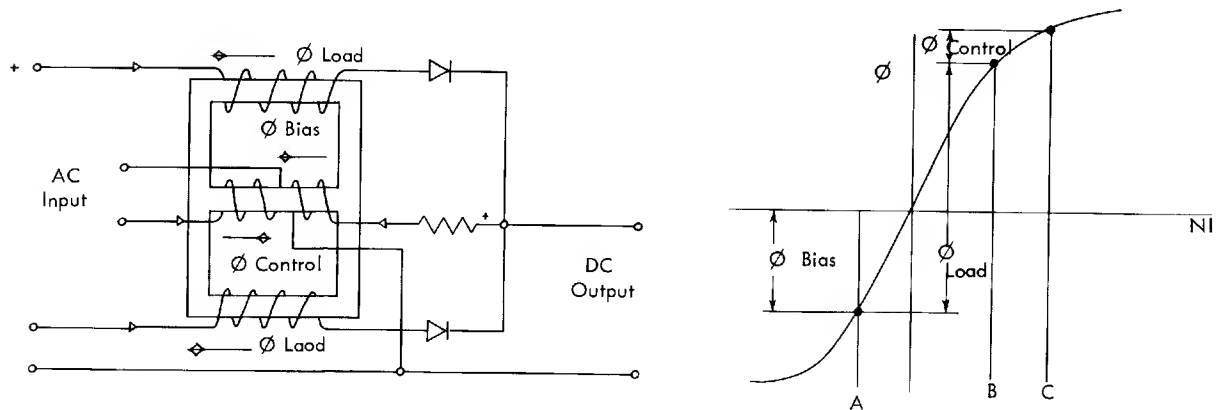 Ø Load
+
Ø Bias
AC
Input
+
Ø Control
DC
Output
Ø Laod
Ø Control
Ø
NI
Ø Bias
Ø
Load
A
B
C